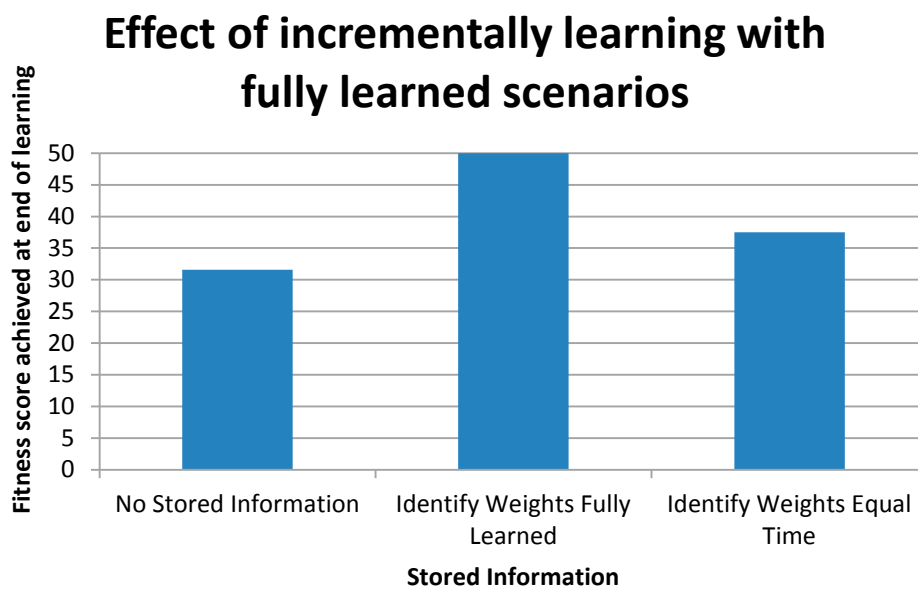 Effect of incrementally learning with
fully learned scenarios
Fitness score achieved at end of learning
50
45
40
35
30
25
20
15
10
5
0
No Stored Information
Identify Weights Fully
Learned
Identify Weights Equal
Time
Stored Information